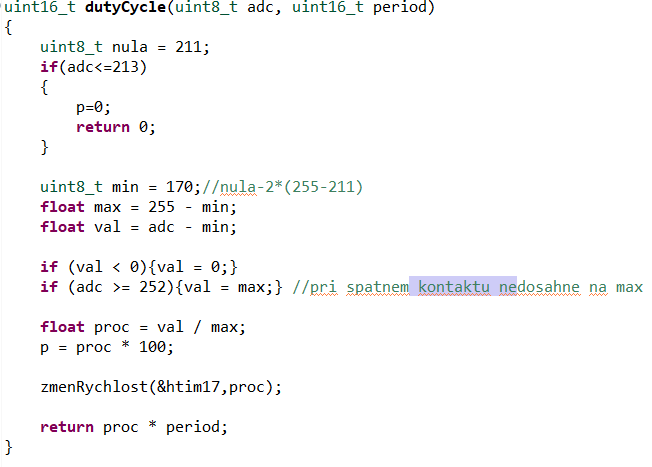 uint16_t dutyCycle(uint8_t adc, uint16_t period)
{
    uint8_t nula = 211;
    if(adc<=213)
    {
        p=0;
        return 0;
    }

    uint8_t min = 170;//nula-2*(255-211)
    float max = 255 - min;
    float val = adc - min;

    if (val < 0){val = 0;}
    if (adc >= 252){val = max;} //pri spatnem kontaktu nedosahne na max

    float proc = val / max;
    p = proc * 100;

    zmenRychlost(&htim17,proc);

    return proc * period;
}